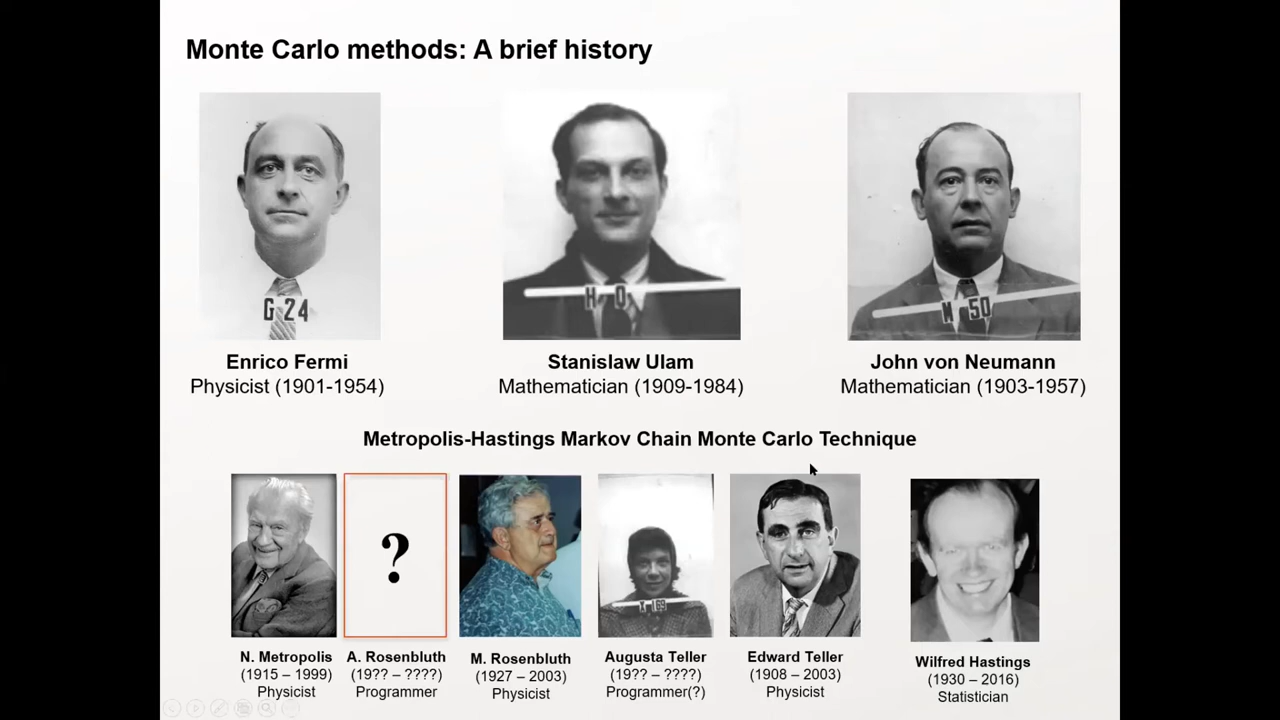 Monte Carlo methods: A brief history
G 24
H 0
M 50
Enrico Fermi
Physicist (1901-1954)
Stanislaw Ulam
Mathematician (1909-1984)
John von Neumann
Mathematician (1903-1957)
Metropolis-Hastings Markov Chain Monte Carlo Technique
?
X 169
N. Metropolis
(1915 – 1999)
Physicist
A. Rosenbluth
(19?? – ????)
Programmer
M. Rosenbluth
(1927 – 2003)
Physicist
Augusta Teller
(19?? – ????)
Programmer(?)
Edward Teller
(1908 – 2003)
Physicist
Wilfred Hastings
(1930 – 2016)
Statistician